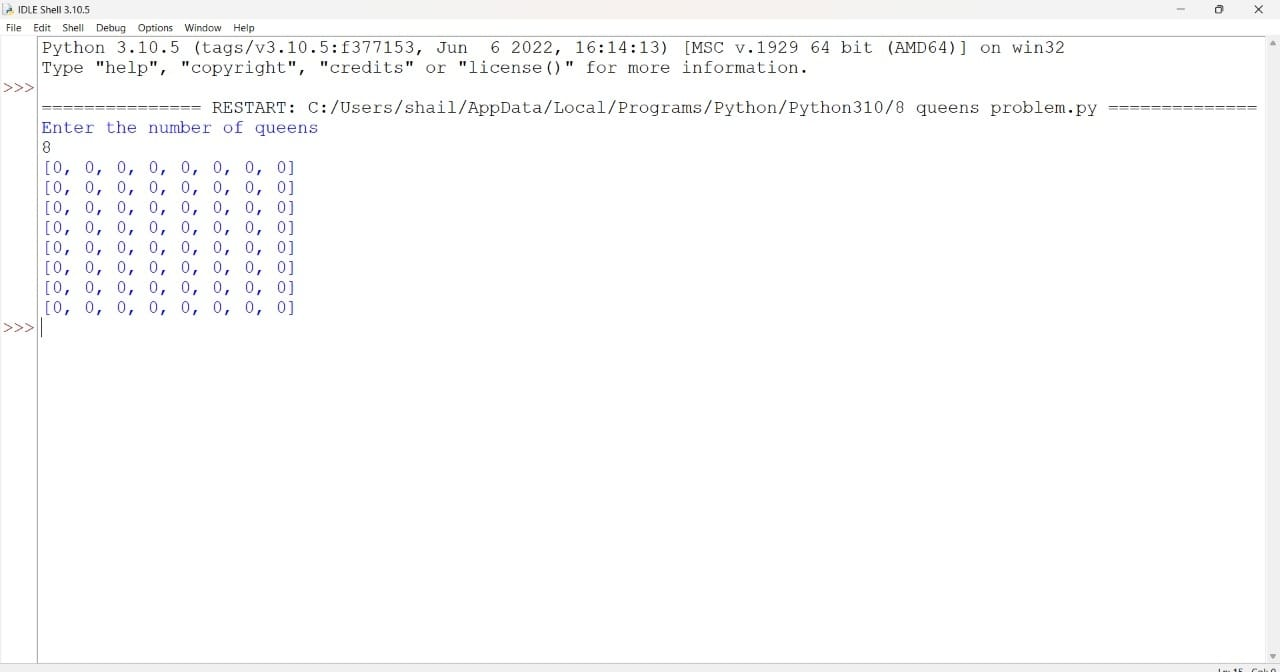 IDLE Shell 3.10.5
File Edit Shell Debug Options Window Help
Python 3.10.5 (tags/v3.10.5:f377153, Jun  6 2022, 16:14:13) [MSC v.1929 64 bit (AMD64)] on win32
Type "help", "copyright", "credits" or "license()" for more information.
>>>
=============== RESTART: C:/Users/shail/AppData/Local/Programs/Python/Python310/8 queens problem.py ==============
Enter the number of queens
8
[0, 0, 0, 0, 0, 0, 0, 0]
[0, 0, 0, 0, 0, 0, 0, 0]
[0, 0, 0, 0, 0, 0, 0, 0]
[0, 0, 0, 0, 0, 0, 0, 0]
[0, 0, 0, 0, 0, 0, 0, 0]
[0, 0, 0, 0, 0, 0, 0, 0]
[0, 0, 0, 0, 0, 0, 0, 0]
[0, 0, 0, 0, 0, 0, 0, 0]
>>>